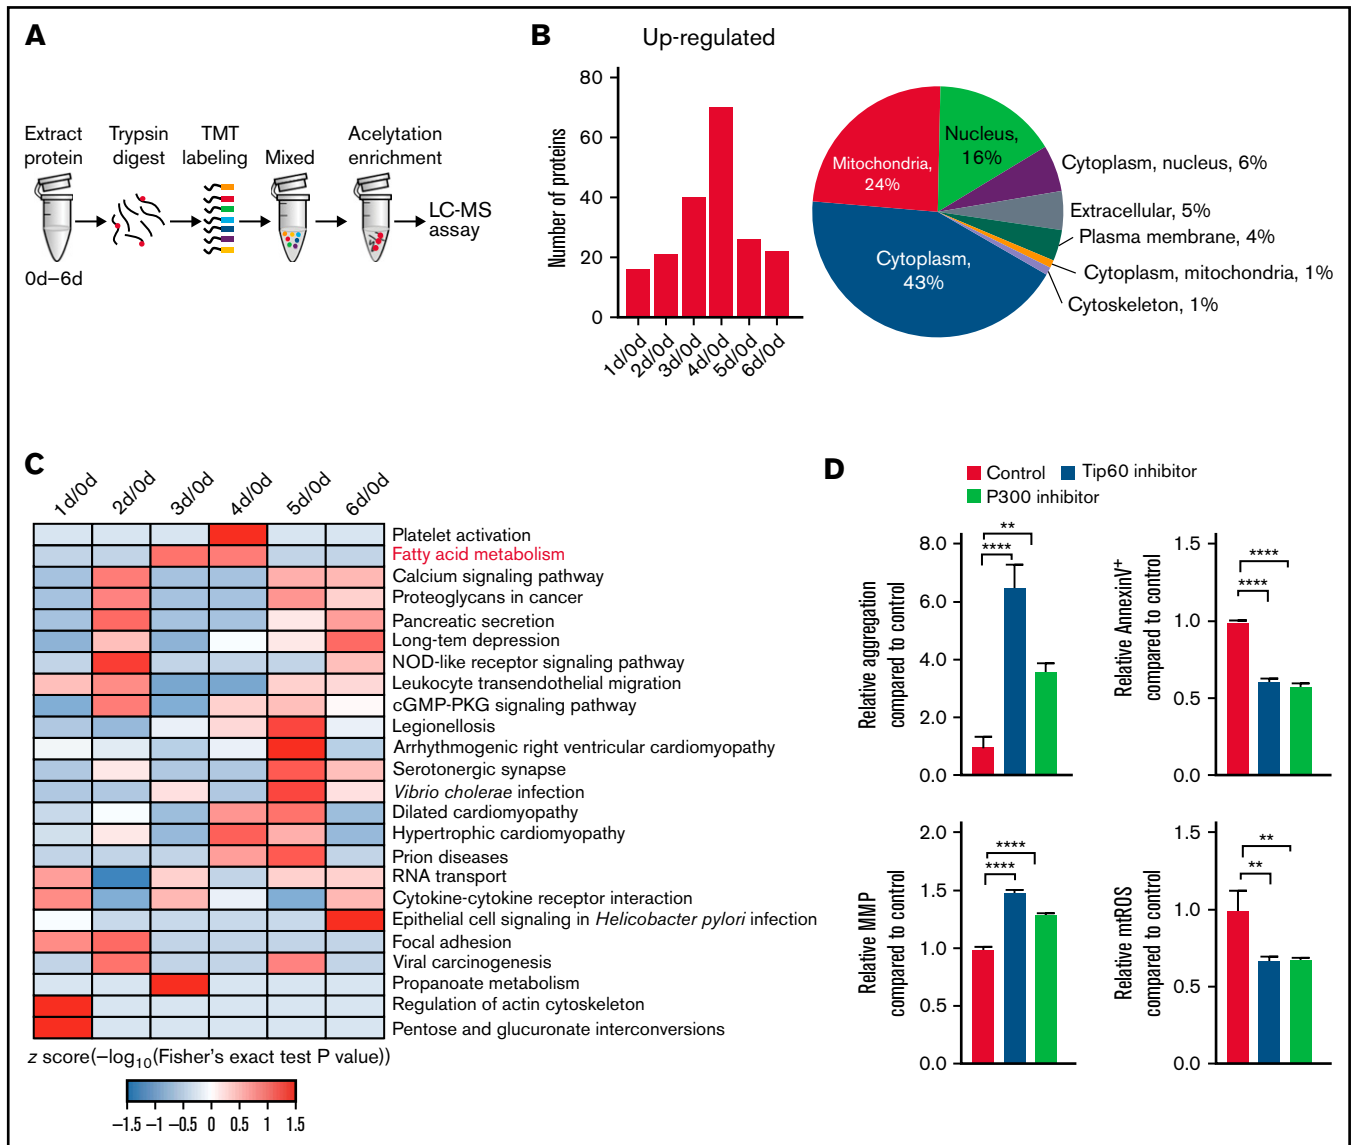 A
Extract
protein
Trypsin
digest
TMT
labeling
Mixed
Acelytation
enrichment
LC-MS
assay
0d–6d
B
Up-regulated
Number of proteins
80
60
40
20
0
1d/0d
2d/0d
3d/0d
4d/0d
5d/0d
6d/0d
Nucleus,
16%
Mitochondria,
24%
Cytoplasm,
43%
Cytoplasm, nucleus, 6%
Extracellular, 5%
Plasma membrane, 4%
Cytoplasm, mitochondria, 1%
Cytoskeleton, 1%
C
1d/0d
2d/0d
3d/0d
4d/0d
5d/0d
6d/0d
Platelet activation
Fatty acid metabolism
Calcium signaling pathway
Proteoglycans in cancer
Pancreatic secretion
Long-tem depression
NOD-like receptor signaling pathway
Leukocyte transendothelial migration
cGMP-PKG signaling pathway
Legionellosis
Arrhythmogenic right ventricular cardiomyopathy
Serotonergic synapse
Vibrio cholerae infection
Dilated cardiomyopathy
Hypertrophic cardiomyopathy
Prion diseases
RNA transport
Cytokine-cytokine receptor interaction
Epithelial cell signaling in Helicobacter pylori infection
Focal adhesion
Viral carcinogenesis
Propanoate metabolism
Regulation of actin cytoskeleton
Pentose and glucuronate interconversions
z score(–log10(Fisher's exact test P value))
–1.5 –1 –0.5 0 0.5 1 1.5
D
Control
Tip60 inhibitor
P300 inhibitor
Relative aggregation
compared to control
8.0
6.0
4.0
2.0
0.0
**
****
Relative AnnexinV+
compared to control
1.5
1.0
0.5
0.0
****
****
Relative MMP
compared to control
2.0
1.5
1.0
0.5
0.0
****
****
Relative mtROS
compared to control
1.5
1.0
0.5
0.0
**
**